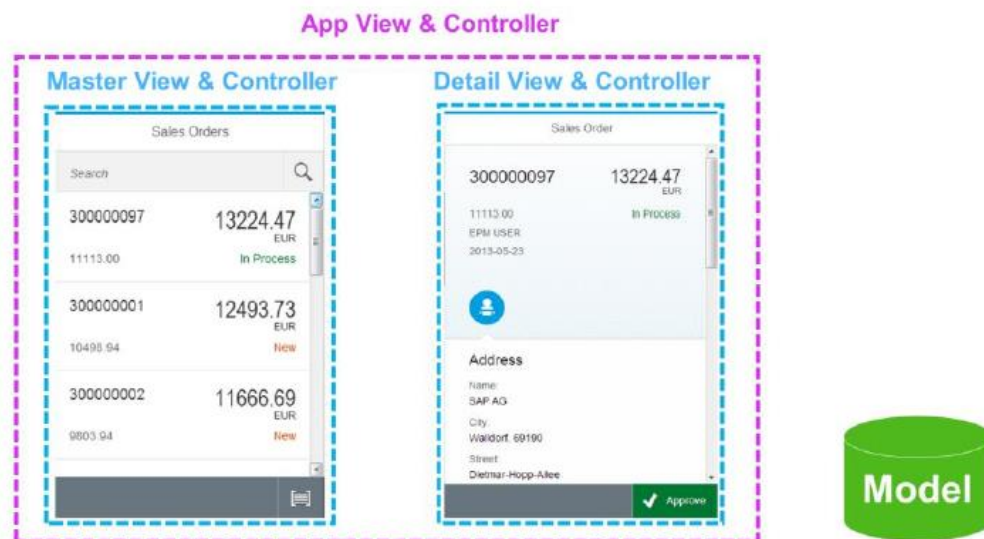 App View & Controller
Master View & Controller
Sales Orders
Search
300000097 13224.47
EUR
11113.00 In Process
300000001 12493.73
EUR
10498.94 New
300000002 11666.69
EUR
9803.94 New
Detail View & Controller
Sales Order
300000097 13224.47
EUR
11113.00 In Process
EPM USER
2013-05-23
Address
Name:
SAP AG
City:
Walldorf, 69190
Street:
Dietmar-Hopp-Allee
Approve
Model